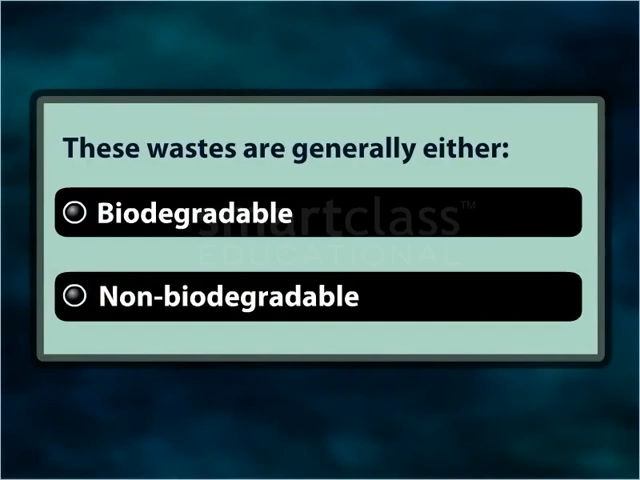 These wastes are generally either:
Biodegradable
smartclass™
EDUCATIONAL
Non-biodegradable